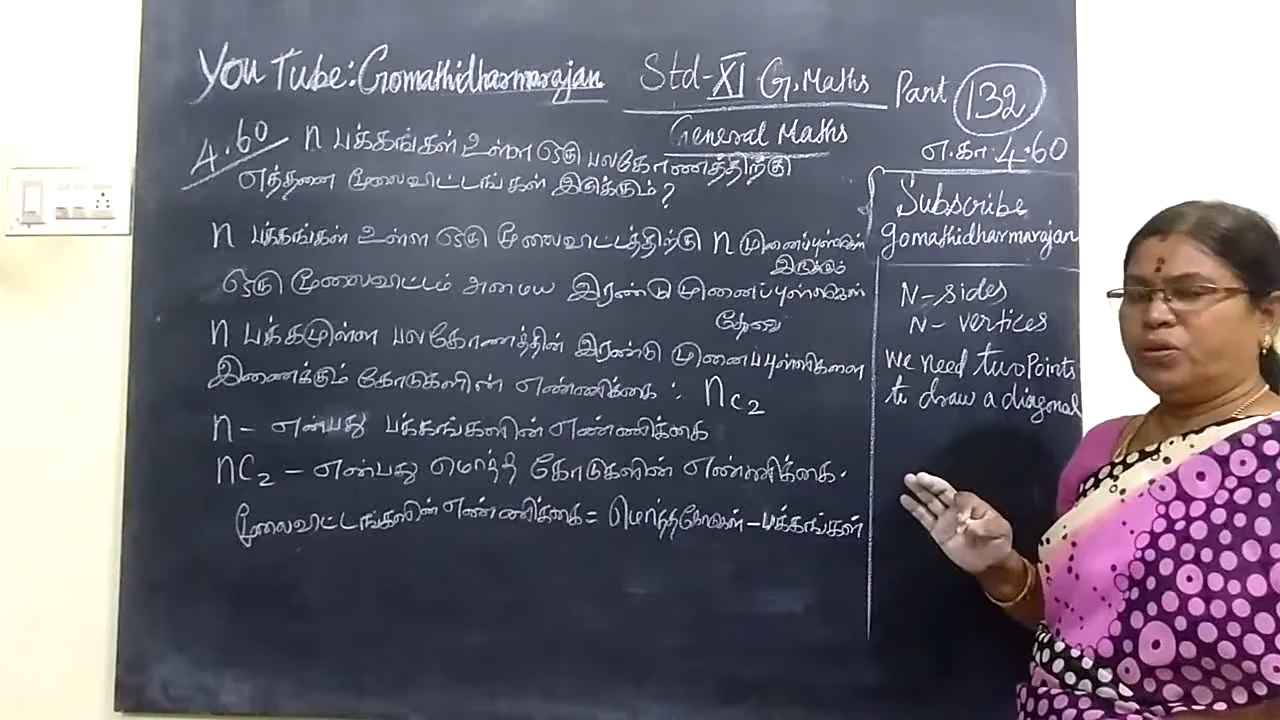 YouTube: Gomathidharmarajan Std-XI G.Maths Part 132
General Maths
எ.கா. 4.60
4.60 n பக்கங்கள் உள்ள ஒரு பலகோணத்திற்கு
எத்தனை மூலைவிட்டங்கள் இருக்கும்?
n பக்கங்கள் உள்ள ஒரு மூலைவிட்டத்திற்கு n முனைப்புள்ளிகள்
இருக்கும்
ஒரு மூலைவிட்டம் அமைய இரண்டு முனைப்புள்ளிகள்
தேவை
n பக்கமுள்ள பலகோணத்தின் இரண்டு முனைப்புள்ளிகளை
இணைக்கும் கோடுகளின் எண்ணிக்கை : nC2
n - என்பது பக்கங்களின் எண்ணிக்கை
nC2 - என்பது மொத்த கோடுகளின் எண்ணிக்கை.
மூலைவிட்டங்களின் எண்ணிக்கை = மொத்தகோடுகள் - பக்கங்கள்
Subscribe
gomathidharmarajan
N-sides
N- vertices
we need two Points
to draw a diagonal